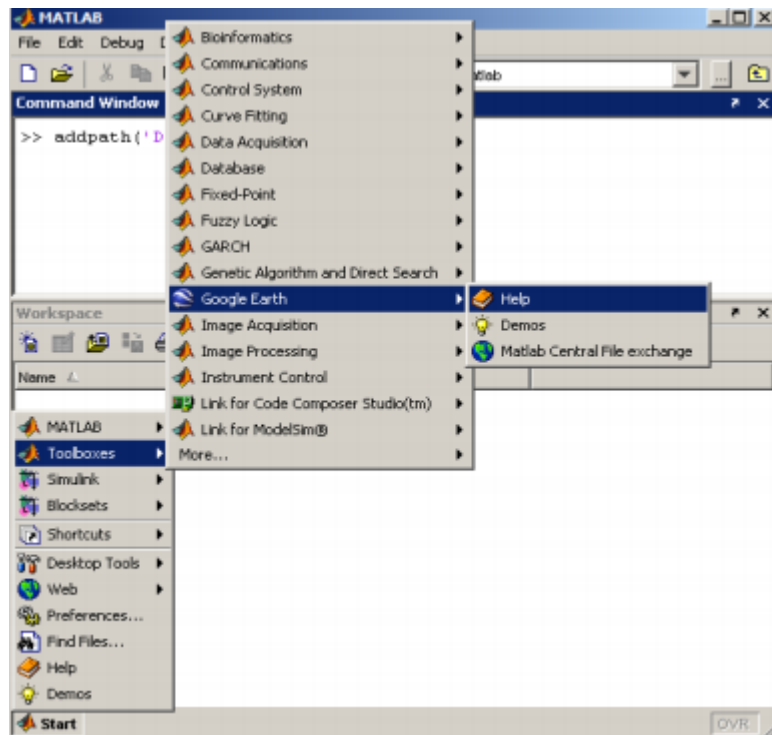 MATLAB
File Edit Debug
Command Window
>> addpath('D
Bioinformatics
Communications
Control System
Curve Fitting
Data Acquisition
Database
Fixed-Point
Fuzzy Logic
GARCH
Genetic Algorithm and Direct Search
Google Earth
Image Acquisition
Image Processing
Instrument Control
Link for Code Composer Studio(tm)
Link for ModelSim®
More...
Help
Demos
Matlab Central File exchange
Workspace
Name
MATLAB
Toolboxes
Simulink
Blocksets
Shortcuts
Desktop Tools
Web
Preferences...
Find Files...
Help
Demos
Start
OVR